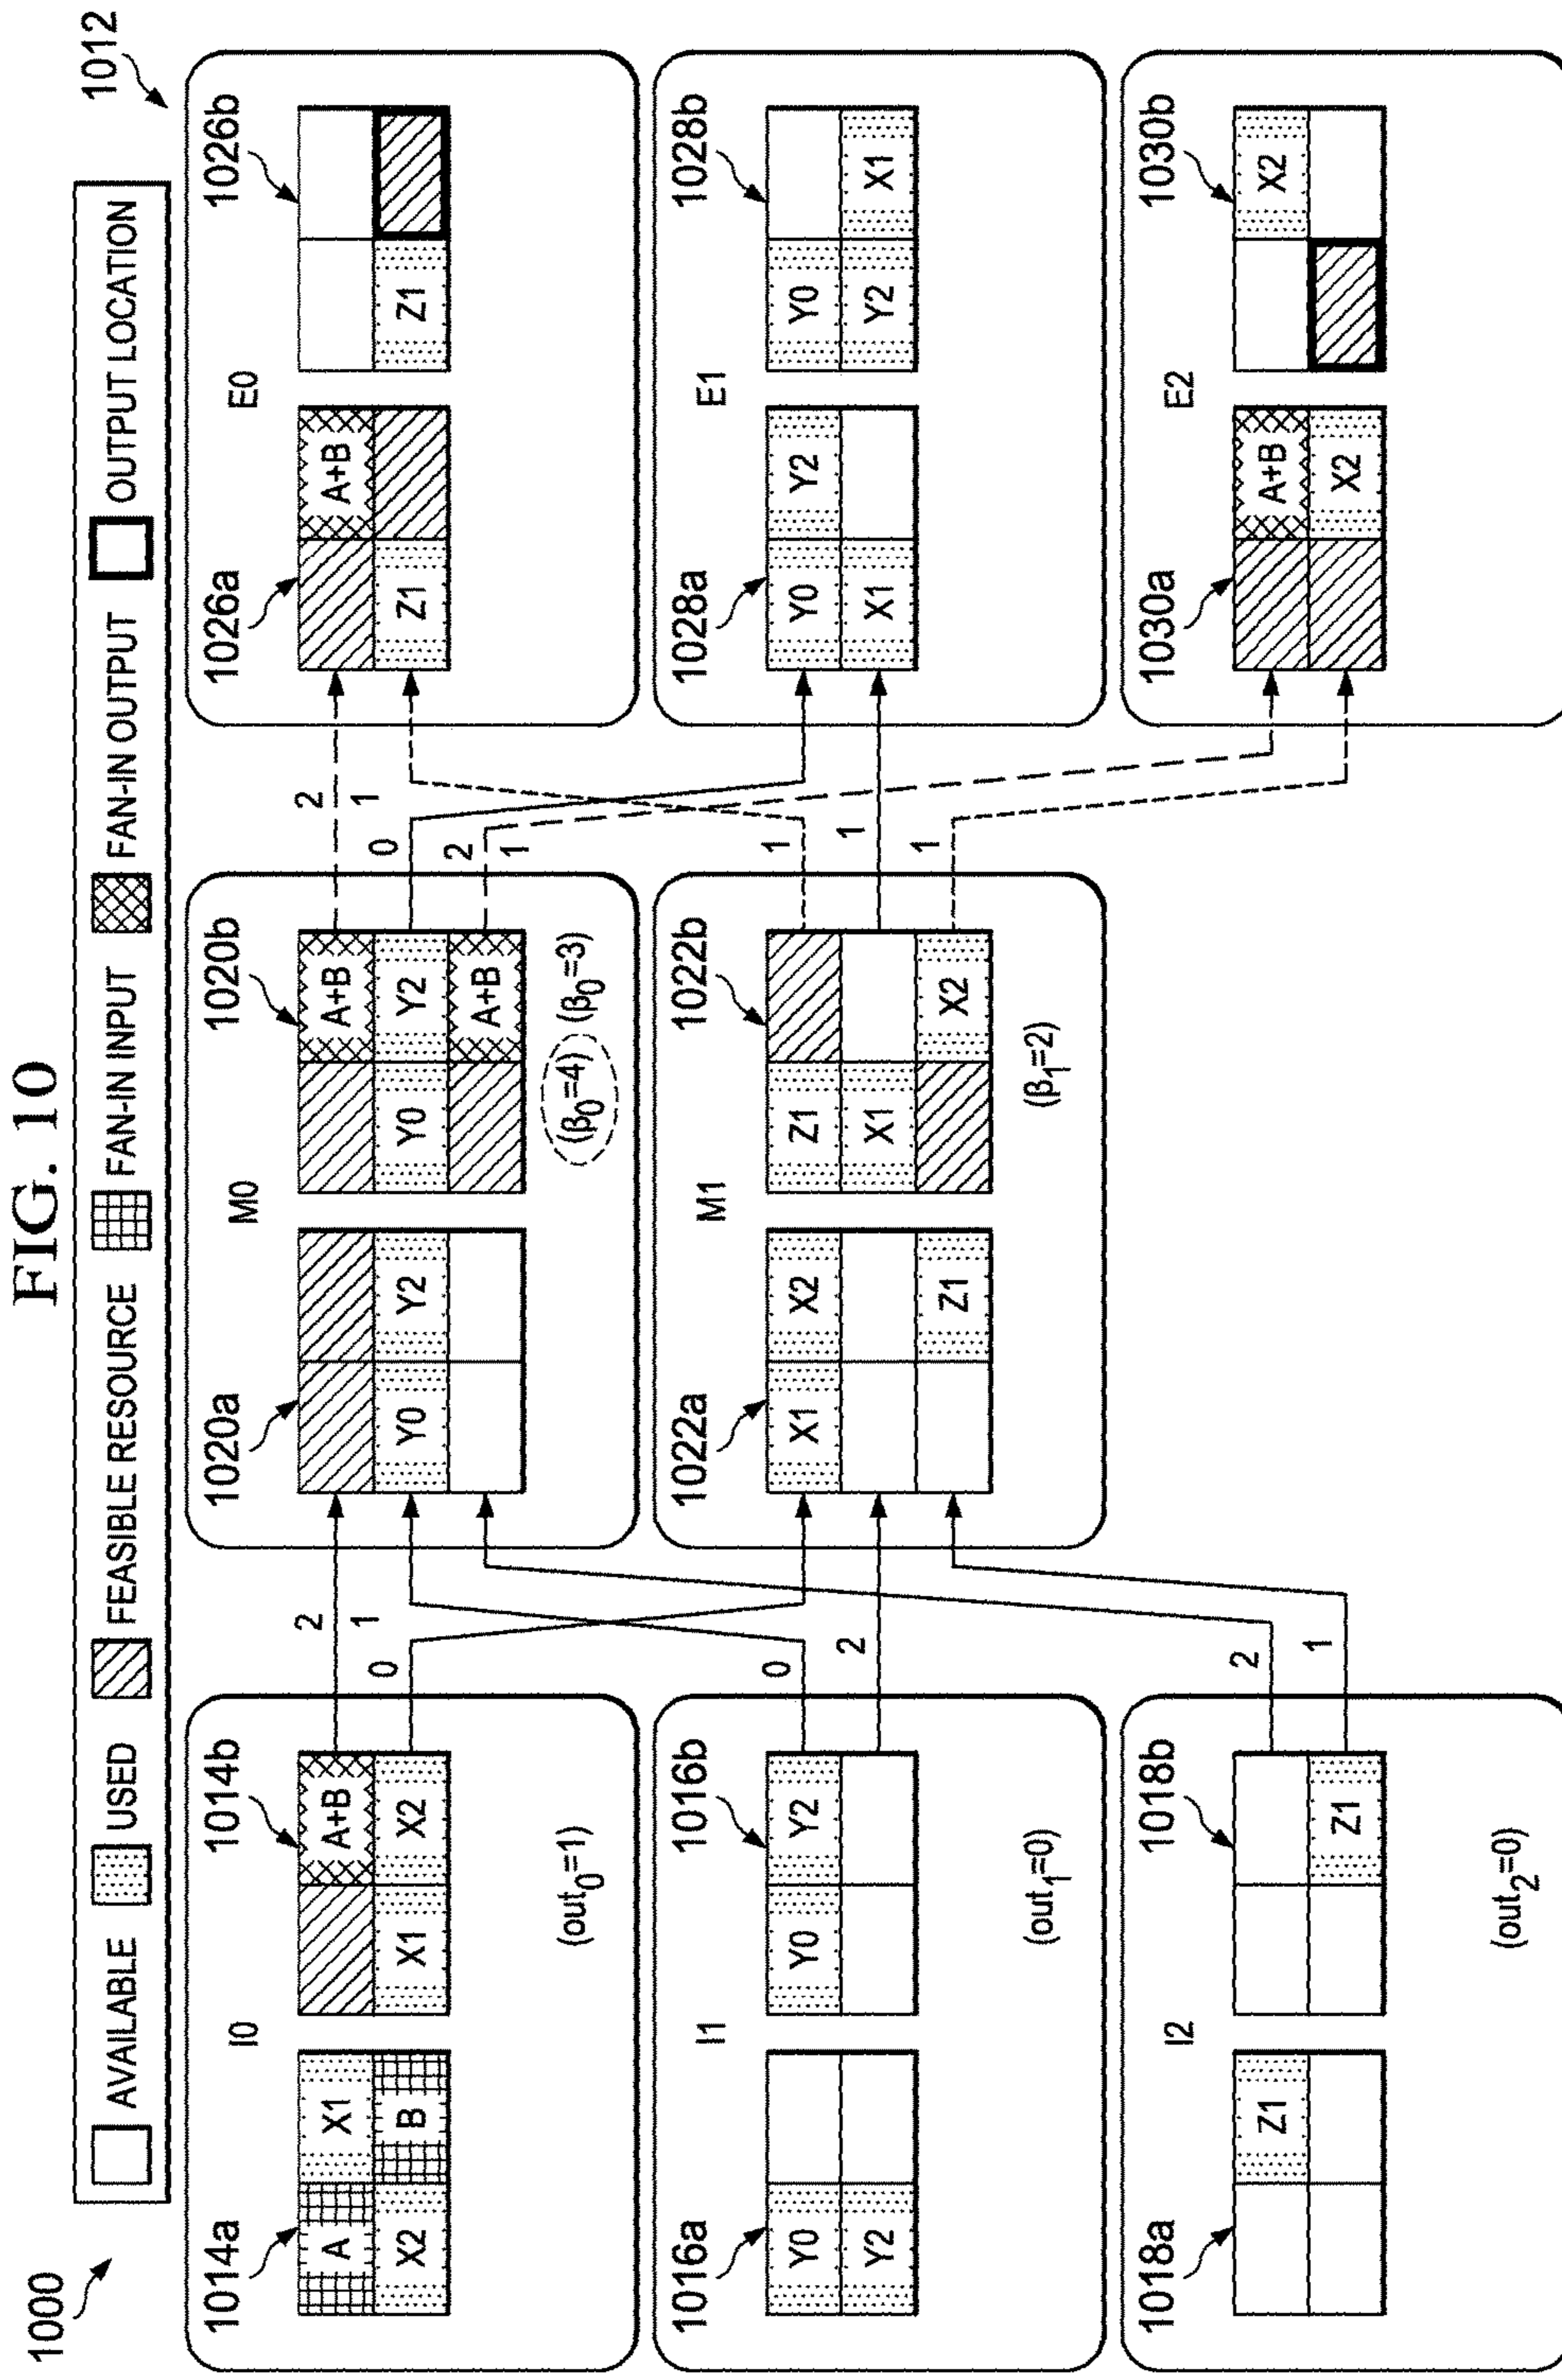 FIG. 10
1000
1012
AVAILABLE
USED
FEASIBLE RESOURCE
FAN-IN INPUT
FAN-IN OUTPUT
OUTPUT LOCATION
1014a
I0
1014b
A X1
X2 B
A+B
X1 X2
(out0=1)
2
1
0
1020a
M0
1020b
Y0 Y2
A+B
Y0 Y2
A+B
(β0=4) (β0=3)
2
1
0
2
1
1026a
E0
1026b
A+B
Z1
Z1
1016a
I1
1016b
Y0
Y2
Y0 Y2
(out1=0)
0
2
1022a
M1
1022b
X1 X2
Z1
Z1
X1
X2
(β1=2)
1
1
1
1028a
E1
1028b
Y0 Y2
X1
Y0
Y2 X1
1018a
I2
1018b
Z1
Z1
(out2=0)
2
1
1030a
E2
1030b
A+B
X2
X2